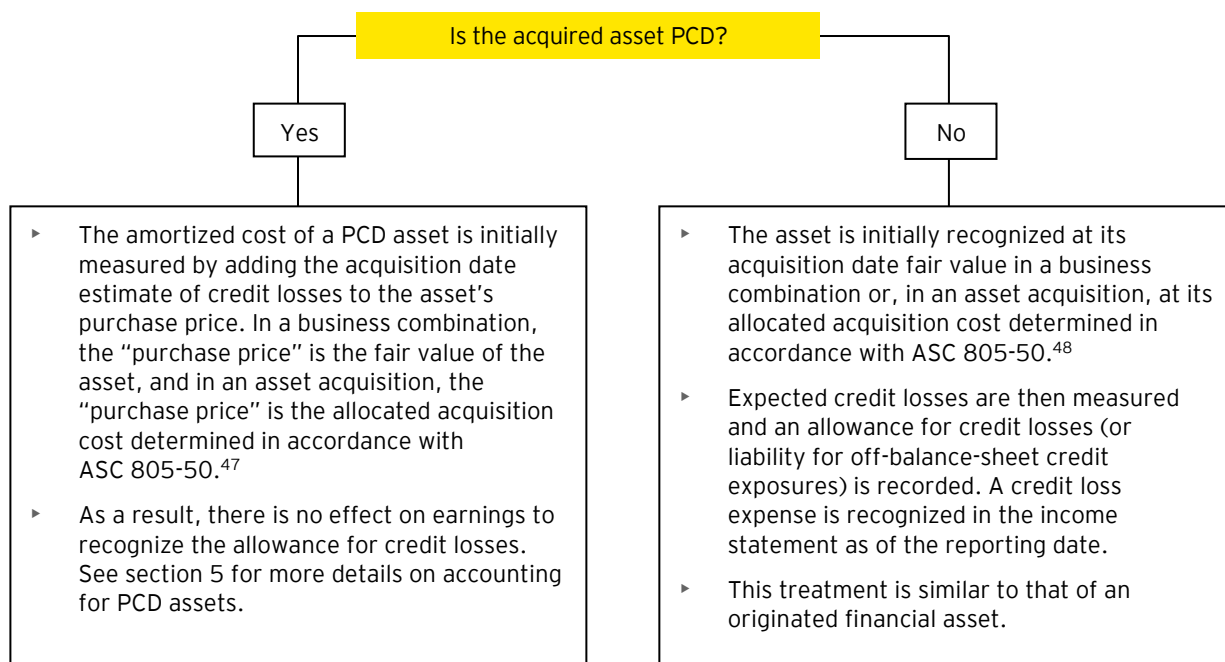 Is the acquired asset PCD?
Yes
No
‣ The amortized cost of a PCD asset is initially
measured by adding the acquisition date
estimate of credit losses to the asset's
purchase price. In a business combination,
the “purchase price” is the fair value of the
asset, and in an asset acquisition, the
“purchase price” is the allocated acquisition
cost determined in accordance with
ASC 805-50.47
‣ As a result, there is no effect on earnings to
recognize the allowance for credit losses.
See section 5 for more details on accounting
for PCD assets.
‣ The asset is initially recognized at its
acquisition date fair value in a business
combination or, in an asset acquisition, at its
allocated acquisition cost determined in
accordance with ASC 805-50.48
‣ Expected credit losses are then measured
and an allowance for credit losses (or
liability for off-balance-sheet credit
exposures) is recorded. A credit loss
expense is recognized in the income
statement as of the reporting date.
‣ This treatment is similar to that of an
originated financial asset.